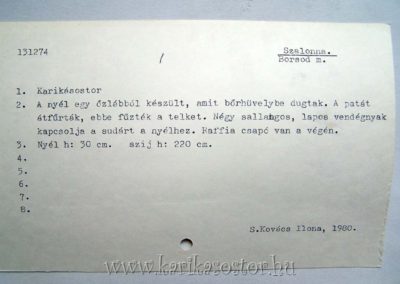 131274
Szalonna.
Borsod m.
1. Karikásostor
2. A nyél egy őzlábból készült, amit bőrhüvelybe dugtak. A patát
átfúrták, ebbe fűzték a telket. Négy sallangos, lapos vendégnyak
kapcsolja a sudárt a nyélhez. Raffia csapó van a végén.
3. Nyél h: 30 cm. szíj h: 220 cm.
4.
5.
6.
7.
8.
S.Kovács Ilona, 1980.
www.karikasostor.hu